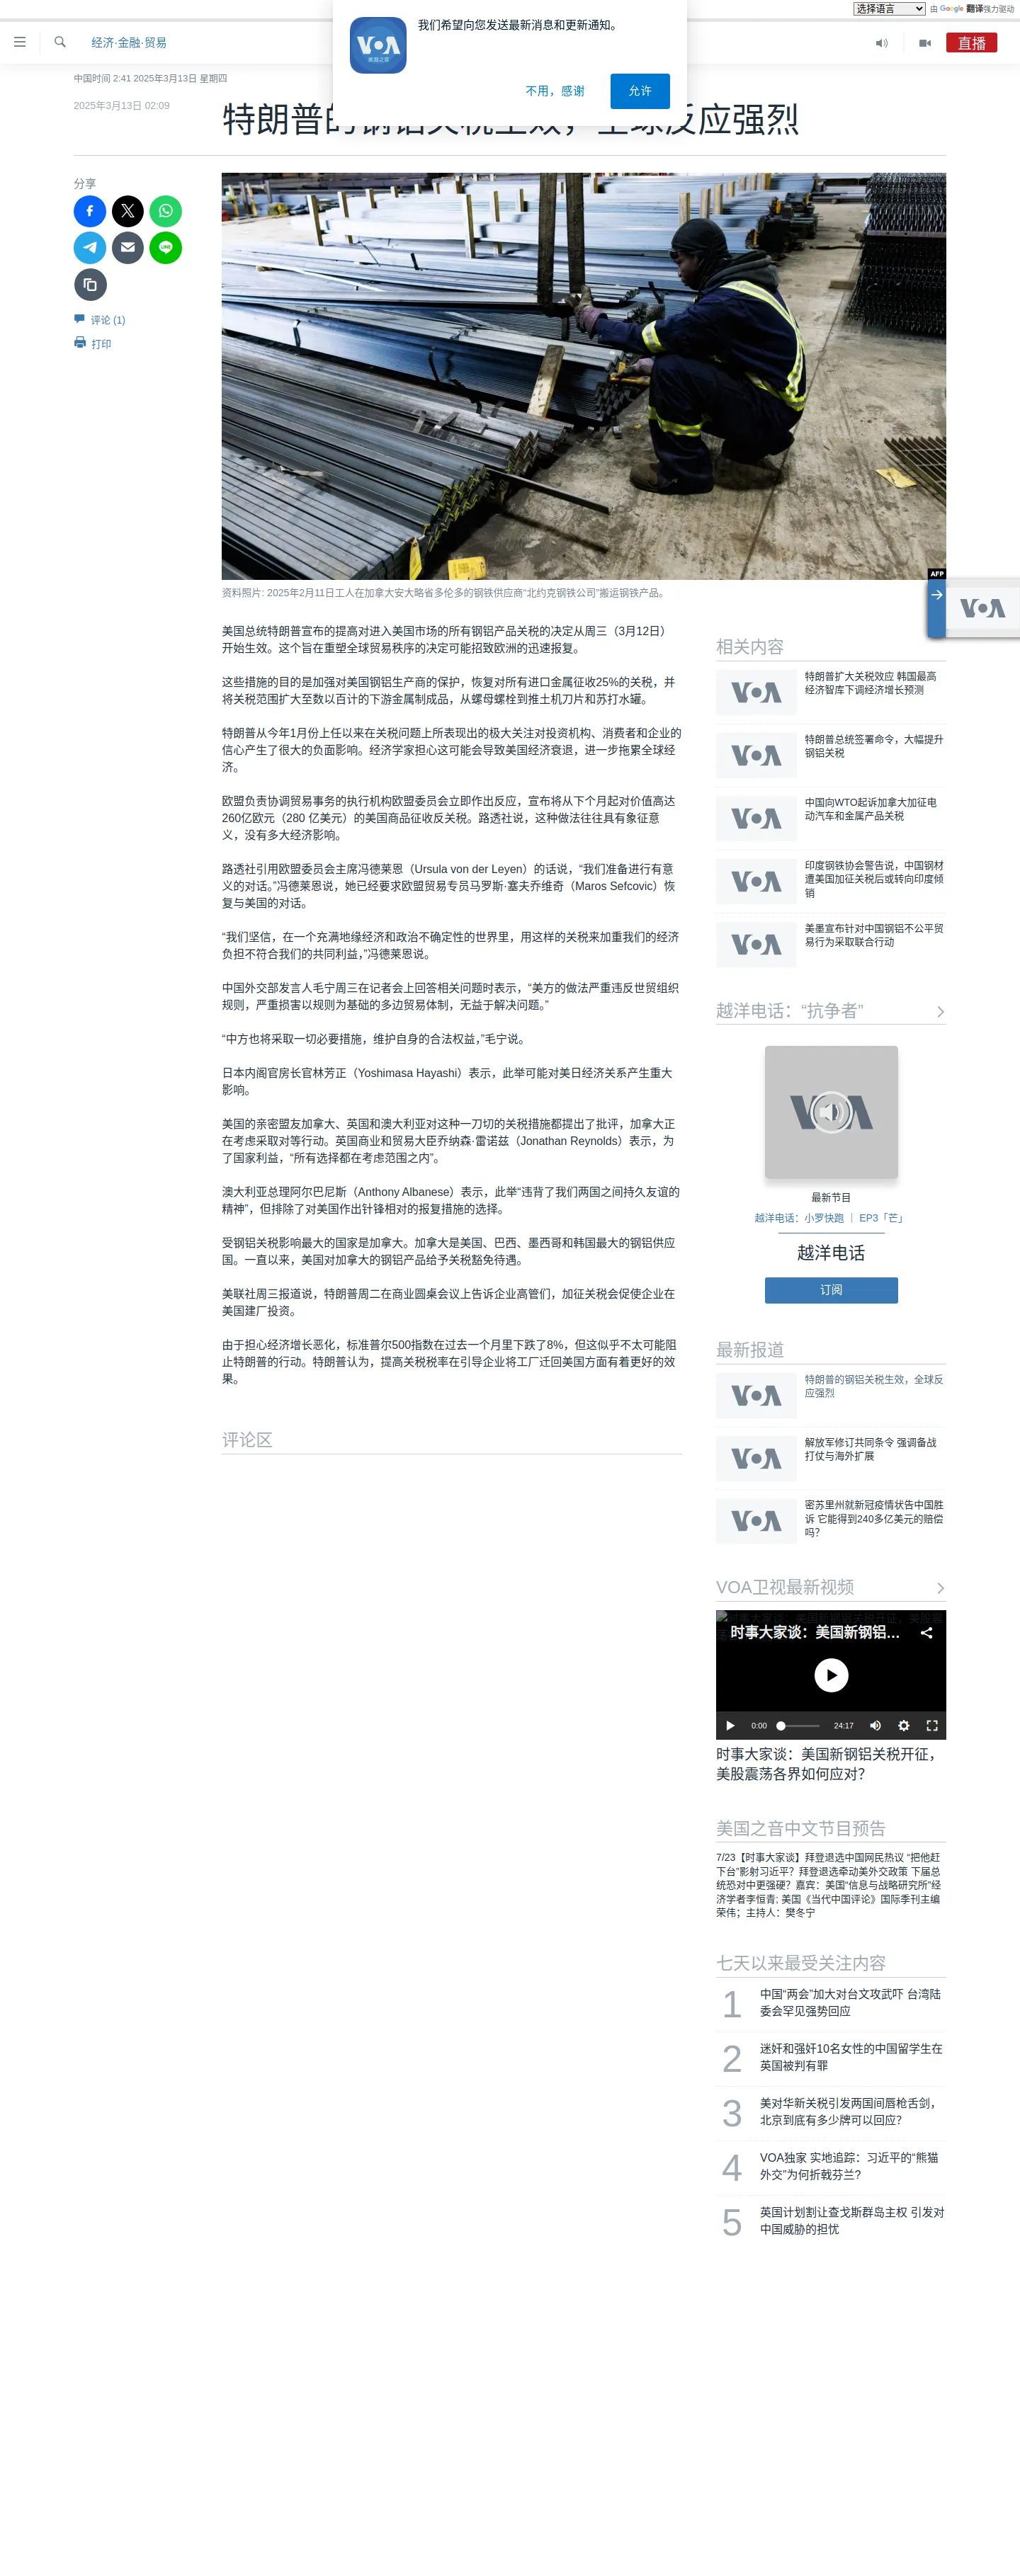 选择语言
由 Google 翻译强力驱动
我们希望向您发送最新消息和更新通知。
VOA
美国之音
不用，感谢
允许
经济·金融·贸易
直播
中国时间 2:41 2025年3月13日 星期四
2025年3月13日 02:09
特朗普的钢铝关税生效，全球反应强烈
分享
LINE
评论 (1)
打印
AFP
VOA
资料照片: 2025年2月11日工人在加拿大安大略省多伦多的钢铁供应商"北约克钢铁公司"搬运钢铁产品。
美国总统特朗普宣布的提高对进入美国市场的所有钢铝产品关税的决定从周三（3月12日）
开始生效。这个旨在重塑全球贸易秩序的决定可能招致欧洲的迅速报复。
这些措施的目的是加强对美国钢铝生产商的保护，恢复对所有进口金属征收25%的关税，并
将关税范围扩大至数以百计的下游金属制成品，从螺母螺栓到推土机刀片和苏打水罐。
特朗普从今年1月份上任以来在关税问题上所表现出的极大关注对投资机构、消费者和企业的
信心产生了很大的负面影响。经济学家担心这可能会导致美国经济衰退，进一步拖累全球经
济。
欧盟负责协调贸易事务的执行机构欧盟委员会立即作出反应，宣布将从下个月起对价值高达
260亿欧元（280 亿美元）的美国商品征收反关税。路透社说，这种做法往往具有象征意
义，没有多大经济影响。
路透社引用欧盟委员会主席冯德莱恩（Ursula von der Leyen）的话说，“我们准备进行有意
义的对话。”冯德莱恩说，她已经要求欧盟贸易专员马罗斯·塞夫乔维奇（Maros Sefcovic）恢
复与美国的对话。
“我们坚信，在一个充满地缘经济和政治不确定性的世界里，用这样的关税来加重我们的经济
负担不符合我们的共同利益，”冯德莱恩说。
中国外交部发言人毛宁周三在记者会上回答相关问题时表示，“美方的做法严重违反世贸组织
规则，严重损害以规则为基础的多边贸易体制，无益于解决问题。”
“中方也将采取一切必要措施，维护自身的合法权益，”毛宁说。
日本内阁官房长官林芳正（Yoshimasa Hayashi）表示，此举可能对美日经济关系产生重大
影响。
美国的亲密盟友加拿大、英国和澳大利亚对这种一刀切的关税措施都提出了批评，加拿大正
在考虑采取对等行动。英国商业和贸易大臣乔纳森·雷诺兹（Jonathan Reynolds）表示，为
了国家利益，“所有选择都在考虑范围之内”。
澳大利亚总理阿尔巴尼斯（Anthony Albanese）表示，此举“违背了我们两国之间持久友谊的
精神”，但排除了对美国作出针锋相对的报复措施的选择。
受钢铝关税影响最大的国家是加拿大。加拿大是美国、巴西、墨西哥和韩国最大的钢铝供应
国。一直以来，美国对加拿大的钢铝产品给予关税豁免待遇。
美联社周三报道说，特朗普周二在商业圆桌会议上告诉企业高管们，加征关税会促使企业在
美国建厂投资。
由于担心经济增长恶化，标准普尔500指数在过去一个月里下跌了8%，但这似乎不太可能阻
止特朗普的行动。特朗普认为，提高关税税率在引导企业将工厂迁回美国方面有着更好的效
果。
评论区
相关内容
VOA
特朗普扩大关税效应 韩国最高
经济智库下调经济增长预测
VOA
特朗普总统签署命令，大幅提升
钢铝关税
VOA
中国向WTO起诉加拿大加征电
动汽车和金属产品关税
VOA
印度钢铁协会警告说，中国钢材
遭美国加征关税后或转向印度倾
销
VOA
美墨宣布针对中国钢铝不公平贸
易行为采取联合行动
越洋电话：“抗争者”
VOA
最新节目
越洋电话：小罗快跑 ｜ EP3「芒」
越洋电话
订阅
最新报道
VOA
特朗普的钢铝关税生效，全球反
应强烈
VOA
解放军修订共同条令 强调备战
打仗与海外扩展
VOA
密苏里州就新冠疫情状告中国胜
诉 它能得到240多亿美元的赔偿
吗？
VOA卫视最新视频
时事大家谈：美国新钢铝...
0:00
24:17
时事大家谈：美国新钢铝关税开征，
美股震荡各界如何应对？
美国之音中文节目预告
7/23【时事大家谈】拜登退选中国网民热议 “把他赶
下台”影射习近平？拜登退选牵动美外交政策 下届总
统恐对中更强硬？嘉宾：美国“信息与战略研究所”经
济学者李恒青; 美国《当代中国评论》国际季刊主编
荣伟；主持人：樊冬宁
七天以来最受关注内容
1
中国“两会”加大对台文攻武吓 台湾陆
委会罕见强势回应
2
迷奸和强奸10名女性的中国留学生在
英国被判有罪
3
美对华新关税引发两国间唇枪舌剑，
北京到底有多少牌可以回应？
4
VOA独家 实地追踪：习近平的“熊猫
外交”为何折戟芬兰?
5
英国计划割让查戈斯群岛主权 引发对
中国威胁的担忧